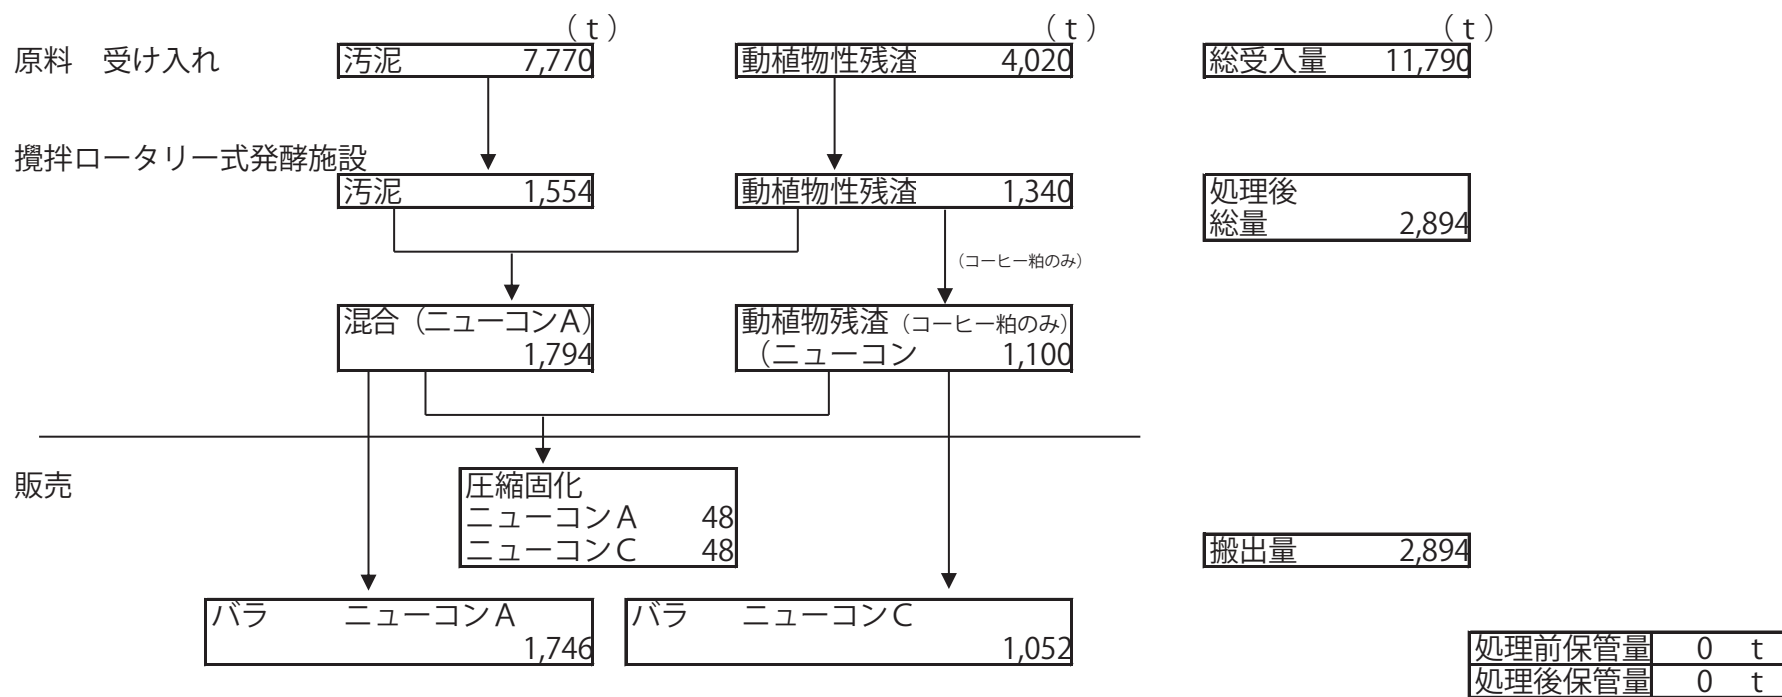 （ｔ） （ｔ） （ｔ）
原料　受け入れ 汚泥 7,770 動植物性残渣 4,020 総受入量 11,790
攪拌ロータリー式発酵施設
汚泥 1,554 動植物性残渣 1,340 処理後
総量 2,894
（コーヒー粕のみ）
混合（ニューコンＡ） 動植物残渣（コーヒー粕のみ）
1,794 （ニューコン 1,100
販売 圧縮固化
ニューコンＡ 48
ニューコンＣ 48 搬出量 2,894
バラ ニューコンＡ バラ ニューコンＣ
1,746 1,052 処理前保管量 0 ｔ
処理後保管量 0 ｔ